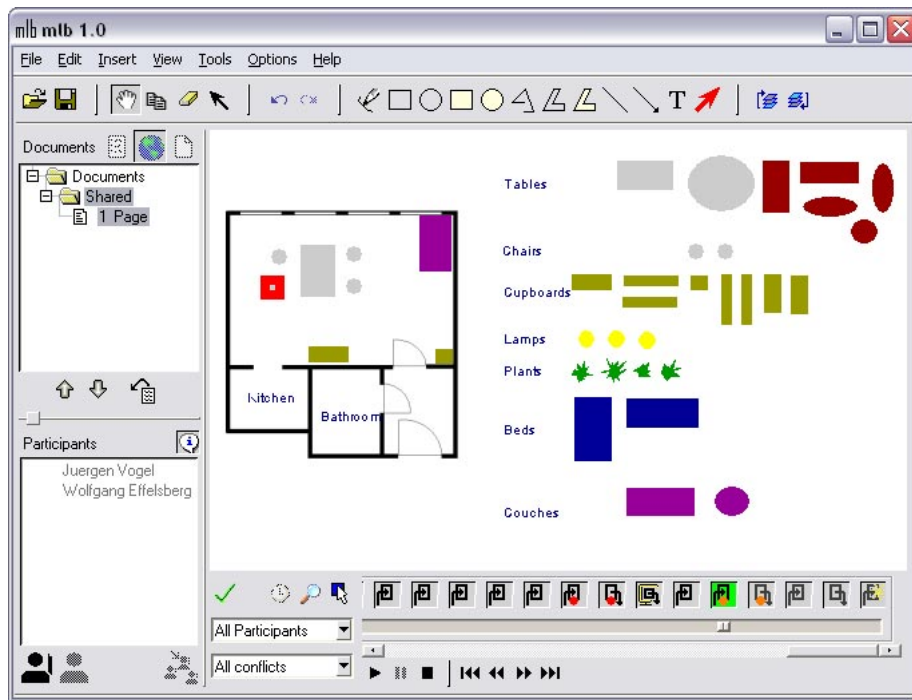 mlb mlb 1.0
File Edit Insert View Tools Options Help
T
Documents
Documents
Shared
1 Page
Participants
Juergen Vogel
Wolfgang Effelsberg
Kitchen
Bathroom
Tables
Chairs
Cupboards
Lamps
Plants
Beds
Couches
All Participants
All conflicts